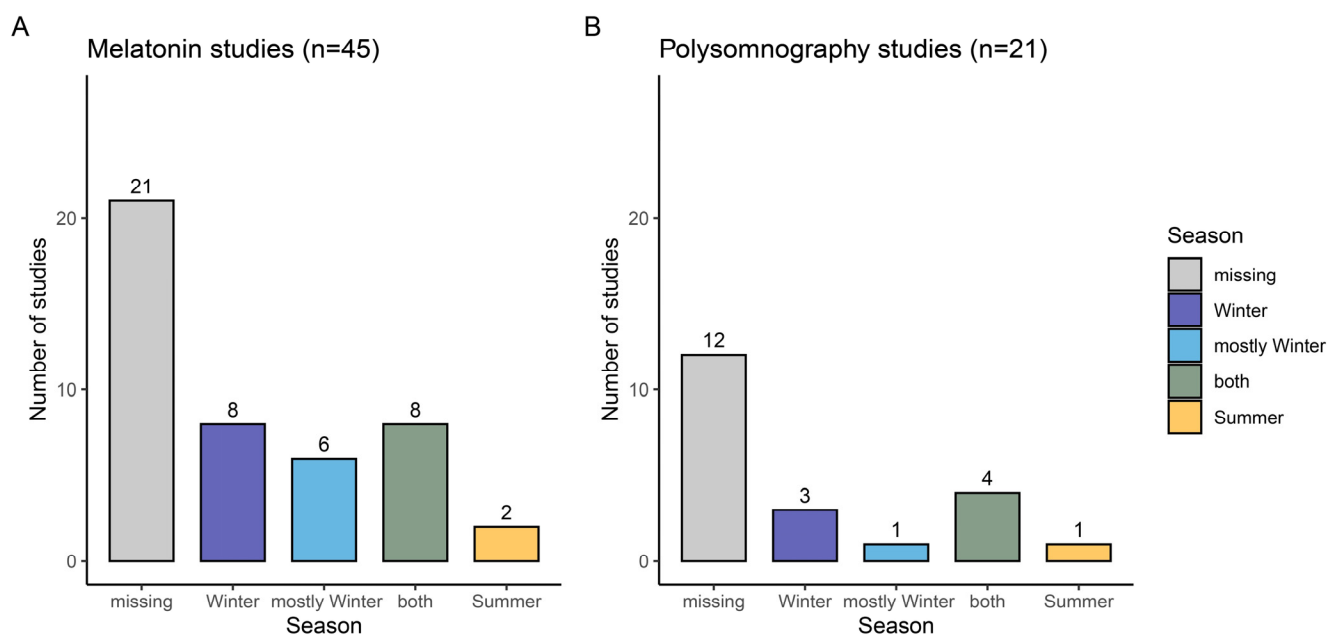 A
Melatonin studies (n=45)
Number of studies
20
10
0
21
8
6
8
2
missing
Winter
mostly Winter
both
Summer
Season
B
Polysomnography studies (n=21)
Number of studies
20
10
0
12
3
1
4
1
missing
Winter
mostly Winter
both
Summer
Season
Season
missing
Winter
mostly Winter
both
Summer